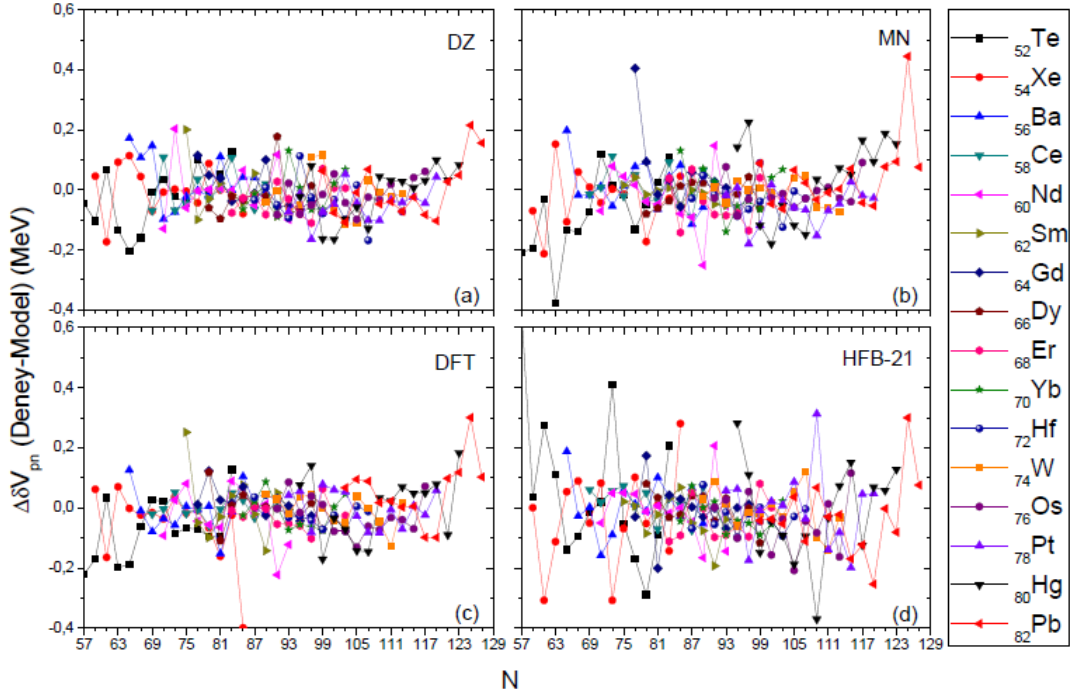 0,6
0,4
0,2
0,0
-0,2
-0,4
DZ
(a)
MN
(b)
0,6
0,4
0,2
0,0
-0,2
-0,4
DFT
(c)
HFB-21
(d)
57 63 69 75 81 87 93 99 105 111 117 123
57 63 69 75 81 87 93 99 105 111 117 123 129
ΔδV_pn (Deney-Model) (MeV)
N
52Te
54Xe
56Ba
58Ce
60Nd
62Sm
64Gd
66Dy
68Er
70Yb
72Hf
74W
76Os
78Pt
80Hg
82Pb